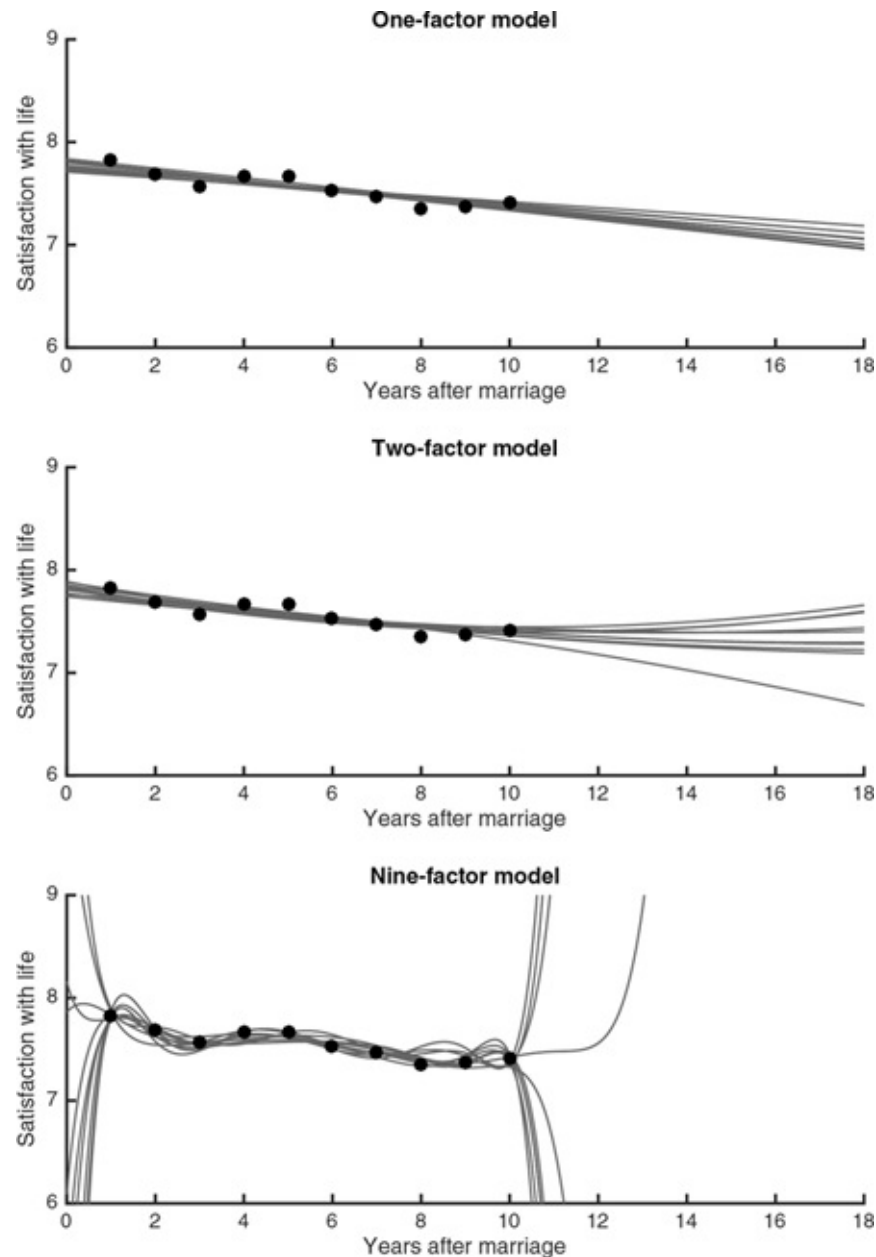 One-factor model
9
8
7
6
Satisfaction with life
0 2 4 6 8 10 12 14 16 18
Years after marriage
Two-factor model
9
8
7
6
Satisfaction with life
0 2 4 6 8 10 12 14 16 18
Years after marriage
Nine-factor model
9
8
7
6
Satisfaction with life
0 2 4 6 8 10 12 14 16 18
Years after marriage